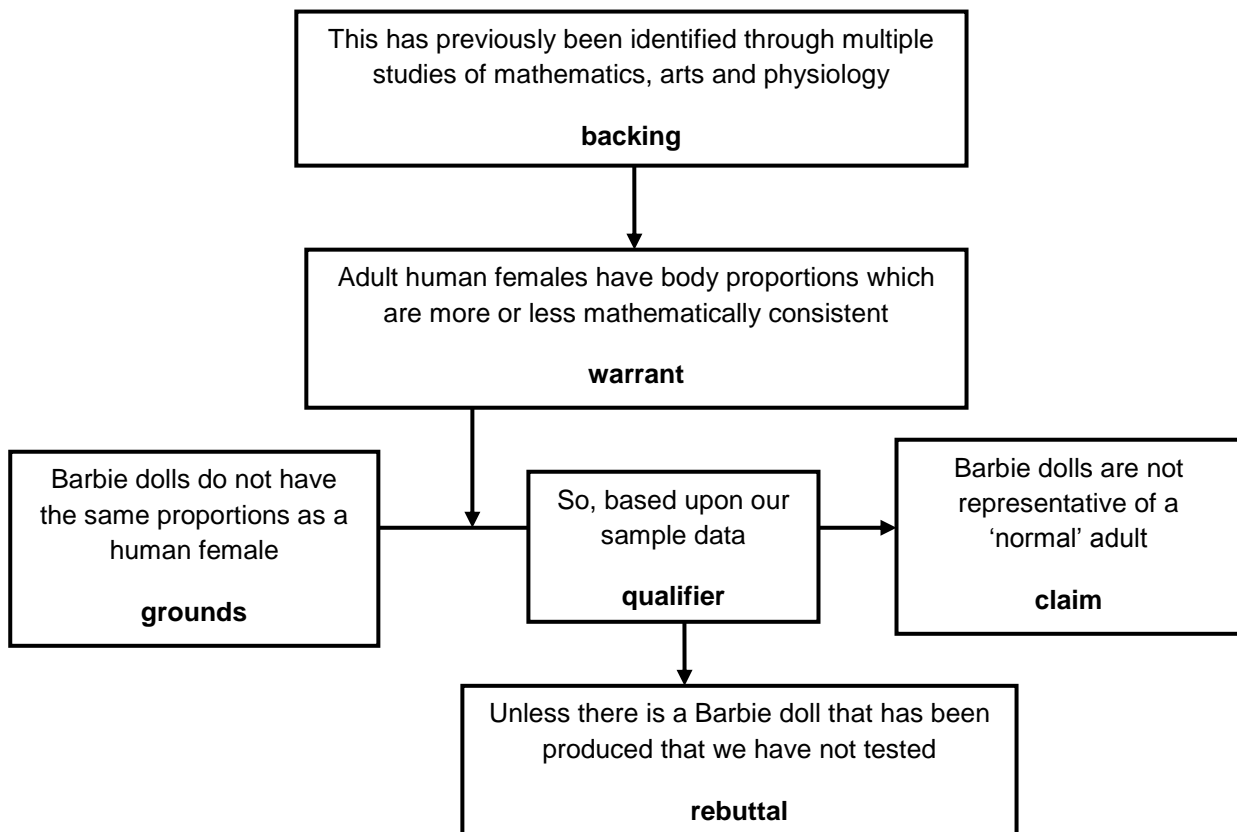 This has previously been identified through multiple
studies of mathematics, arts and physiology
backing
Adult human females have body proportions which
are more or less mathematically consistent
warrant
Barbie dolls do not have
the same proportions as a
human female
grounds
So, based upon our
sample data
qualifier
Barbie dolls are not
representative of a
‘normal’ adult
claim
Unless there is a Barbie doll that has been
produced that we have not tested
rebuttal